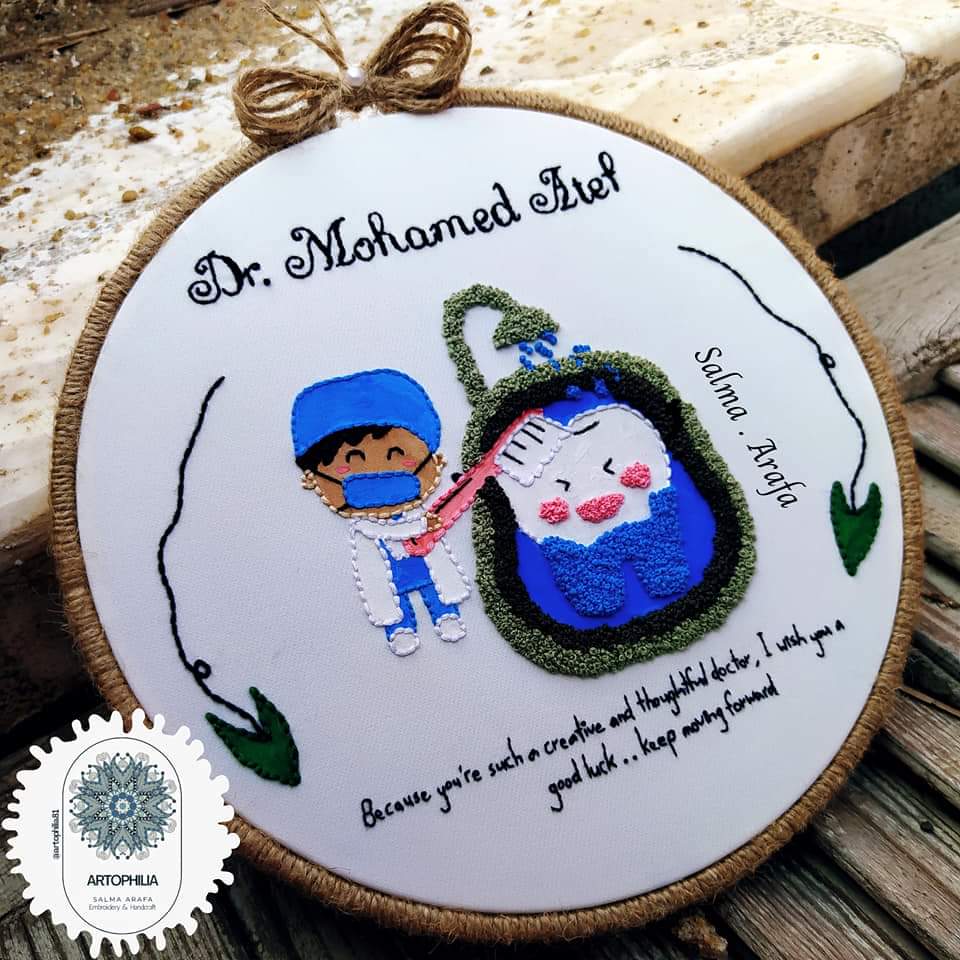 Dr. Mohamed Atef
Salma . Arafa
Because you're such a creative and thoughtful doctor, I wish you a
good luck .. keep moving forward
@artophilia81
ARTOPHILIA
SALMA ARAFA
Embroidery & Handcraft